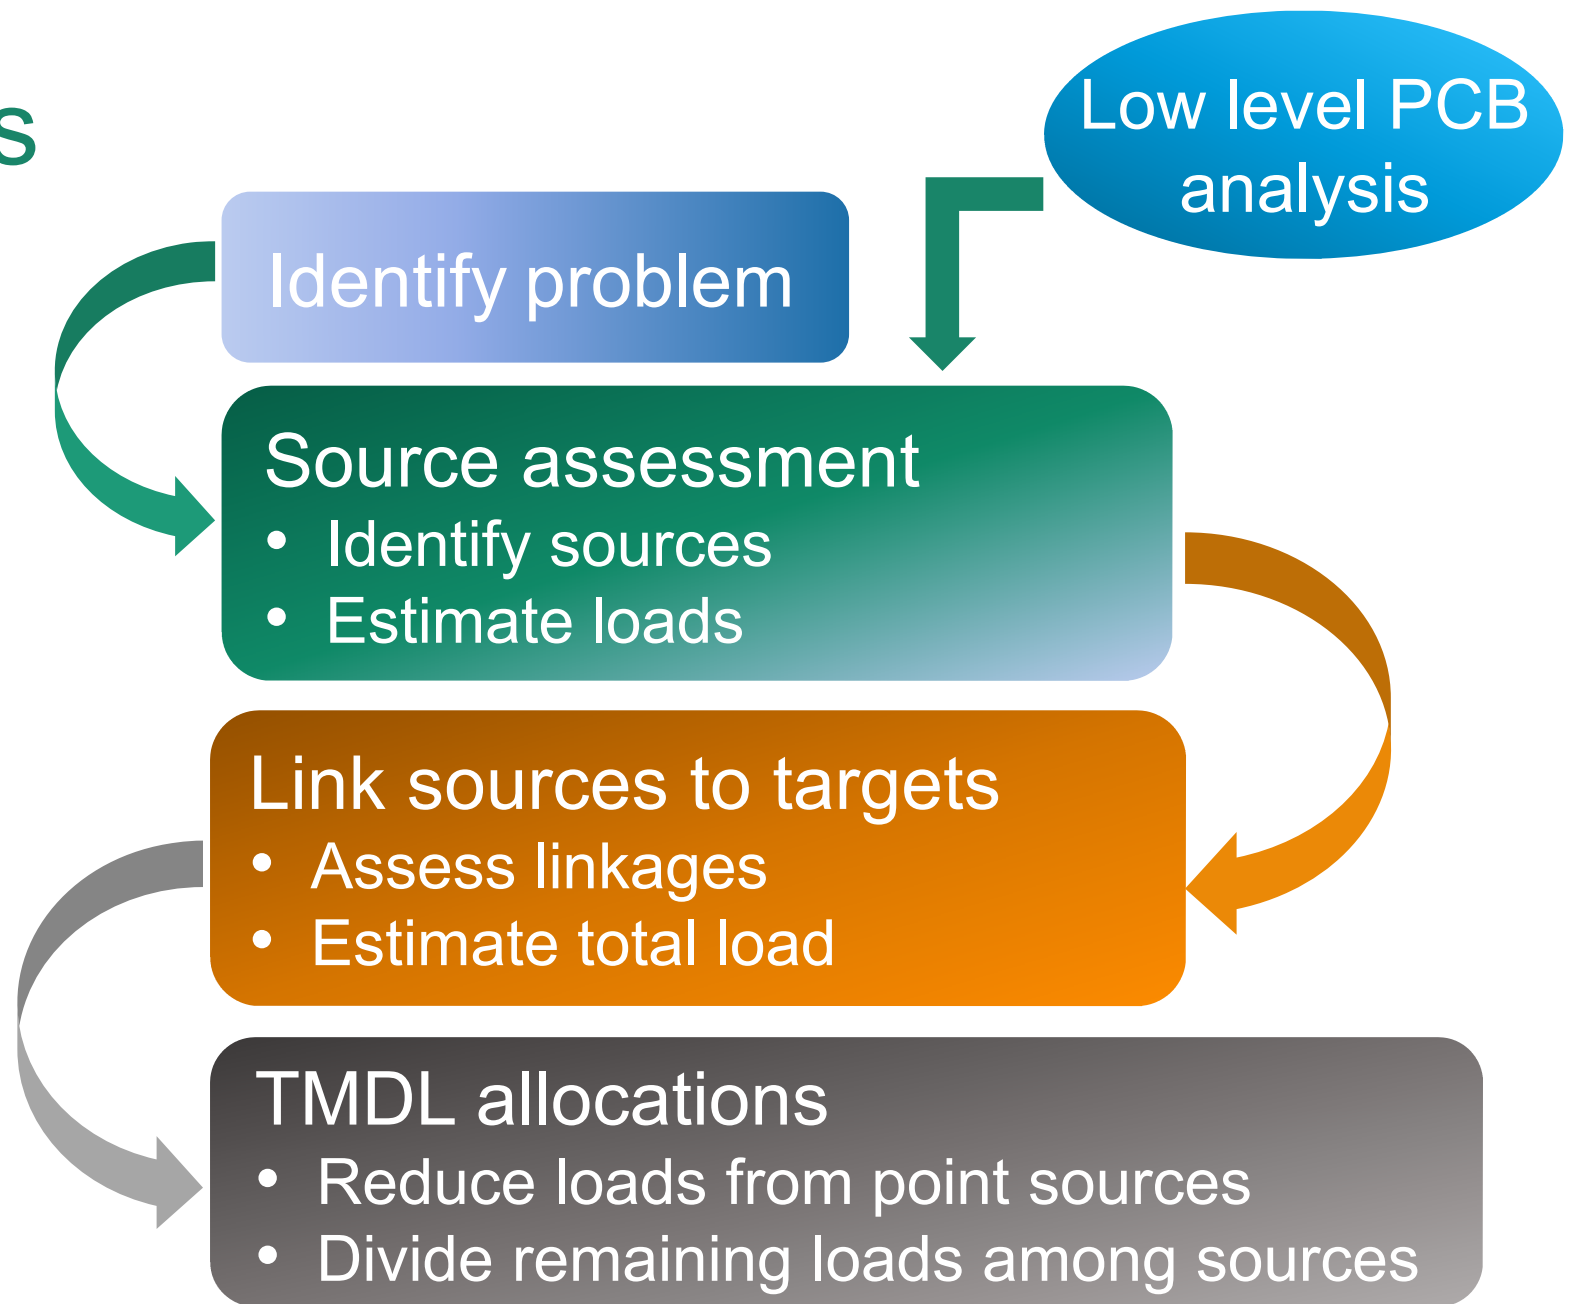 s
Low level PCB
analysis
Identify problem
Source assessment
• Identify sources
• Estimate loads
Link sources to targets
• Assess linkages
• Estimate total load
TMDL allocations
• Reduce loads from point sources
• Divide remaining loads among sources